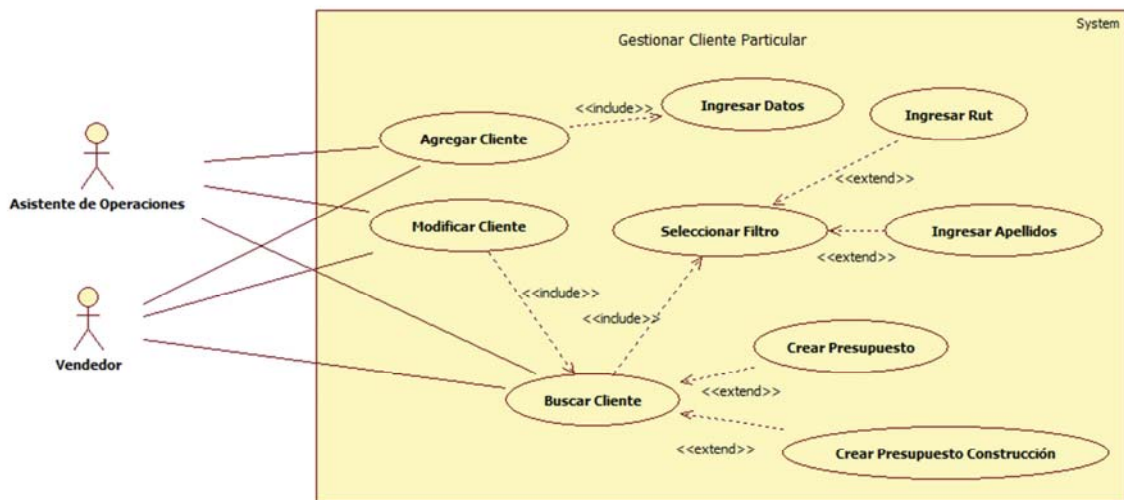 System
Gestionar Cliente Particular
<<include>>
Ingresar Datos
Ingresar Rut
Agregar Cliente
<<extend>>
Asistente de Operaciones
Modificar Cliente
Seleccionar Filtro
Ingresar Apellidos
<<extend>>
<<include>>
<<include>>
Vendedor
Crear Presupuesto
Buscar Cliente
<<extend>>
<<extend>>
Crear Presupuesto Construcción